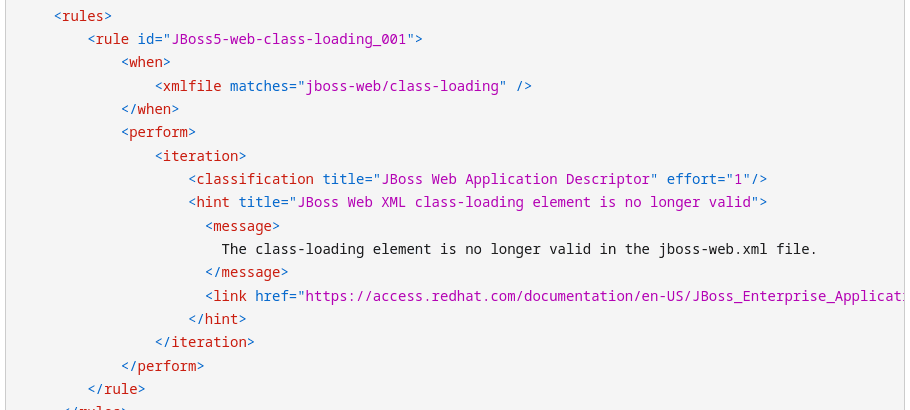 <rules>
<rule id="JBoss5-web-class-loading_001">
<when>
<xmlfile matches="jboss-web/class-loading" />
</when>
<perform>
<iteration>
<classification title="JBoss Web Application Descriptor" effort="1"/>
<hint title="JBoss Web XML class-loading element is no longer valid">
<message>
The class-loading element is no longer valid in the jboss-web.xml file.
</message>
<link href="https://access.redhat.com/documentation/en-US/JBoss_Enterprise_Applicat
</hint>
</iteration>
</perform>
</rule>